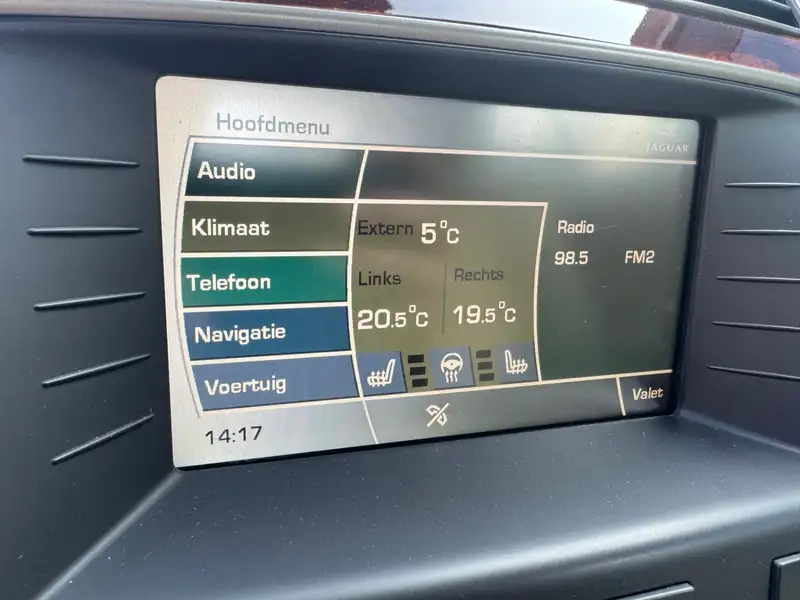 Hoofdmenu
JAGUAR
Audio
Klimaat
Extern 5°C
Radio
98.5 FM2
Telefoon
Links Rechts
20.5°C 19.5°C
Navigatie
Voertuig
Valet
14:17